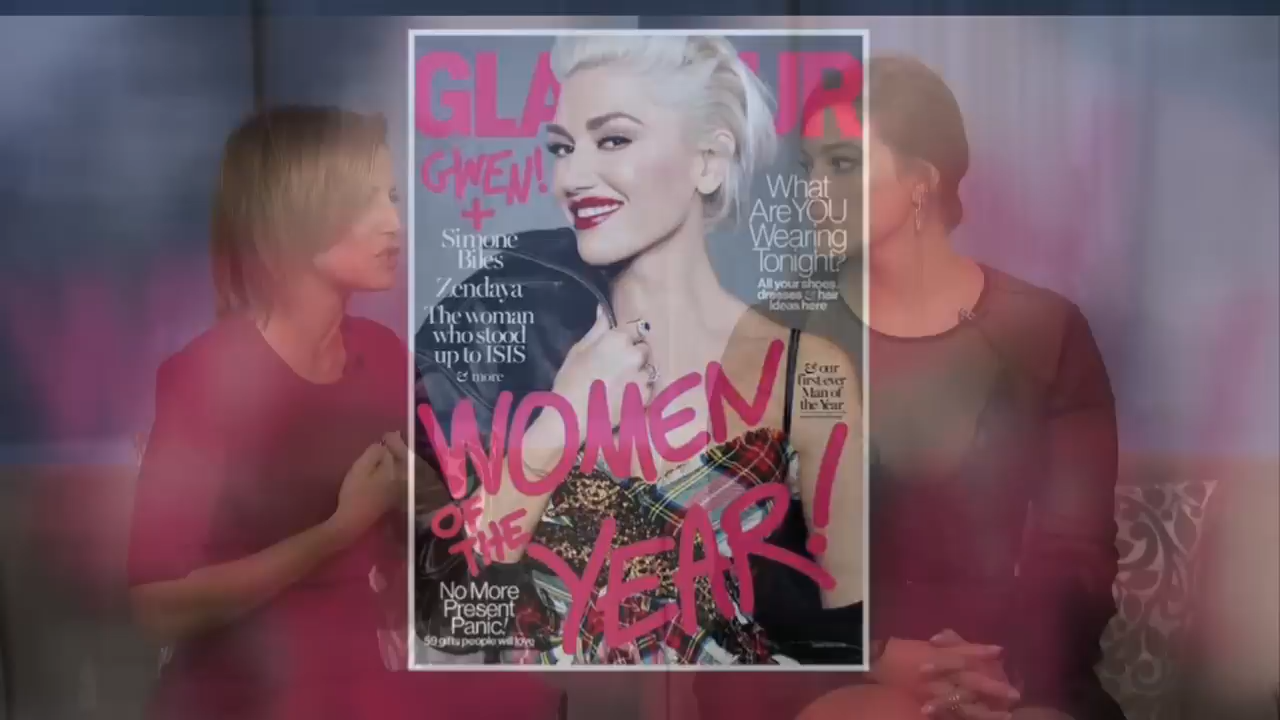 GLAMOUR
GWEN!
+
Simone
Biles
Zendaya
The woman
who stood
up to ISIS
& more
What
Are YOU
Wearing
Tonight?
All your shoes,
dresses & hair
ideas here
& our
first-ever
Man of
the Year
WOMEN
OF
THE
YEAR!
No More
Present
Panic!
59 gifts people will love